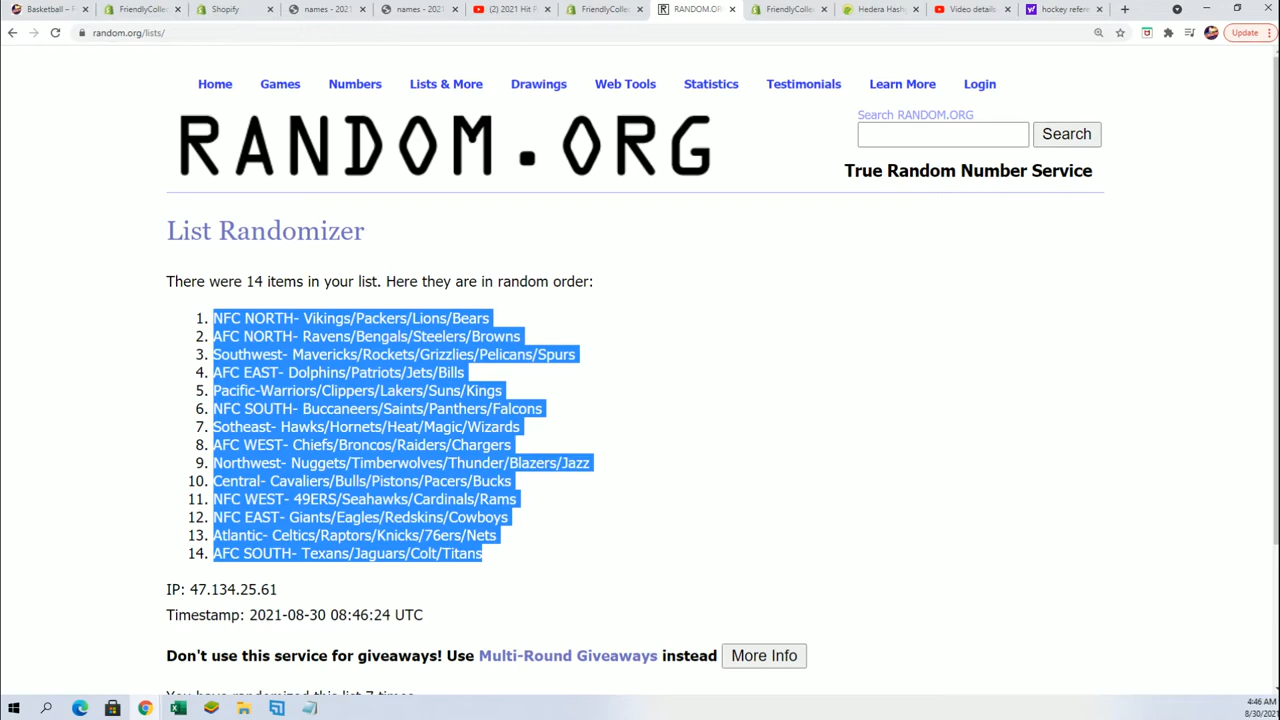 Basketball – F
FriendlyCollec
Shopify
names - 2021
names - 2021
(2) 2021 Hit P
FriendlyCollec
RANDOM.OR
FriendlyCollec
Hedera Hash
Video details
hockey refere
random.org/lists/
Update
Home Games Numbers Lists & More Drawings Web Tools Statistics Testimonials Learn More Login
RANDOM.ORG
Search RANDOM.ORG
Search
True Random Number Service
List Randomizer
There were 14 items in your list. Here they are in random order:
1. NFC NORTH- Vikings/Packers/Lions/Bears
2. AFC NORTH- Ravens/Bengals/Steelers/Browns
3. Southwest- Mavericks/Rockets/Grizzlies/Pelicans/Spurs
4. AFC EAST- Dolphins/Patriots/Jets/Bills
5. Pacific-Warriors/Clippers/Lakers/Suns/Kings
6. NFC SOUTH- Buccaneers/Saints/Panthers/Falcons
7. Sotheast- Hawks/Hornets/Heat/Magic/Wizards
8. AFC WEST- Chiefs/Broncos/Raiders/Chargers
9. Northwest- Nuggets/Timberwolves/Thunder/Blazers/Jazz
10. Central- Cavaliers/Bulls/Pistons/Pacers/Bucks
11. NFC WEST- 49ERS/Seahawks/Cardinals/Rams
12. NFC EAST- Giants/Eagles/Redskins/Cowboys
13. Atlantic- Celtics/Raptors/Knicks/76ers/Nets
14. AFC SOUTH- Texans/Jaguars/Colt/Titans
IP: 47.134.25.61
Timestamp: 2021-08-30 08:46:24 UTC
Don't use this service for giveaways! Use Multi-Round Giveaways instead More Info
You have randomized this list 7 times
4:46 AM
8/30/2021